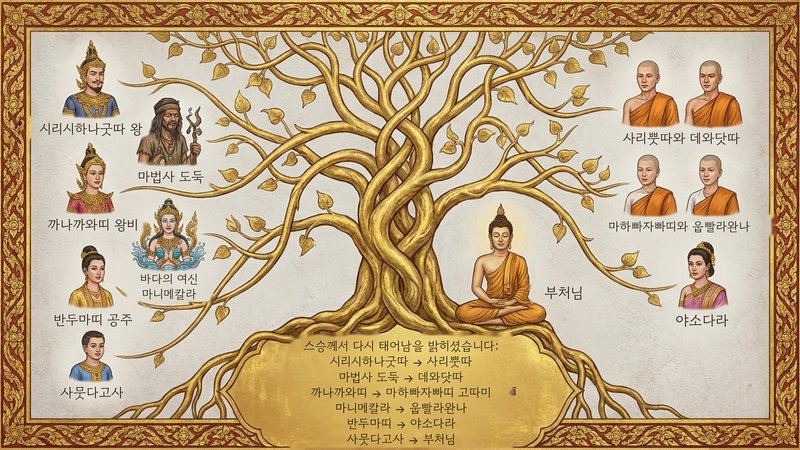 시리시하나굿따 왕
마법사 도둑
까나까와띠 왕비
바다의 여신
마니메칼라
반두마띠 공주
사뭇다고사
사리뿟따와 데와닷따
마하빠자빠띠와 웁빨라완나
부처님
야소다라
스승께서 다시 태어남을 밝히셨습니다:
시리시하나굿따 → 사리뿟따
마법사 도둑 → 데와닷따
까나까와띠 → 마하빠자빠띠 고따미
마니메칼라 → 웁빨라완나
반두마띠 → 야소다라
사뭇다고사 → 부처님